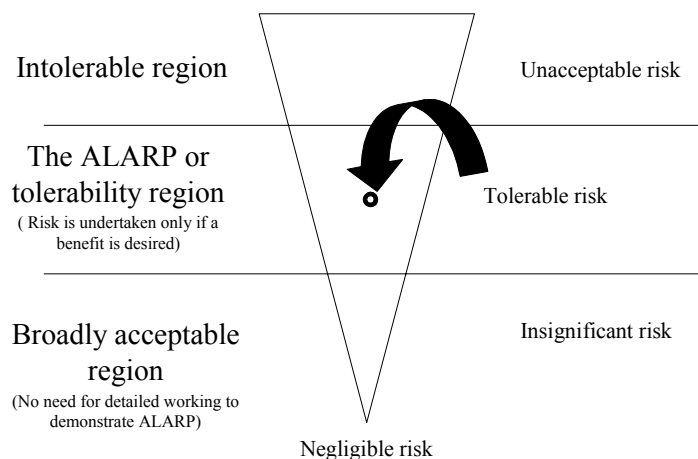 Intolerable region
Unacceptable risk
The ALARP or
tolerability region
( Risk is undertaken only if a
benefit is desired)
Tolerable risk
Broadly acceptable
region
(No need for detailed working to
demonstrate ALARP)
Insignificant risk
Negligible risk